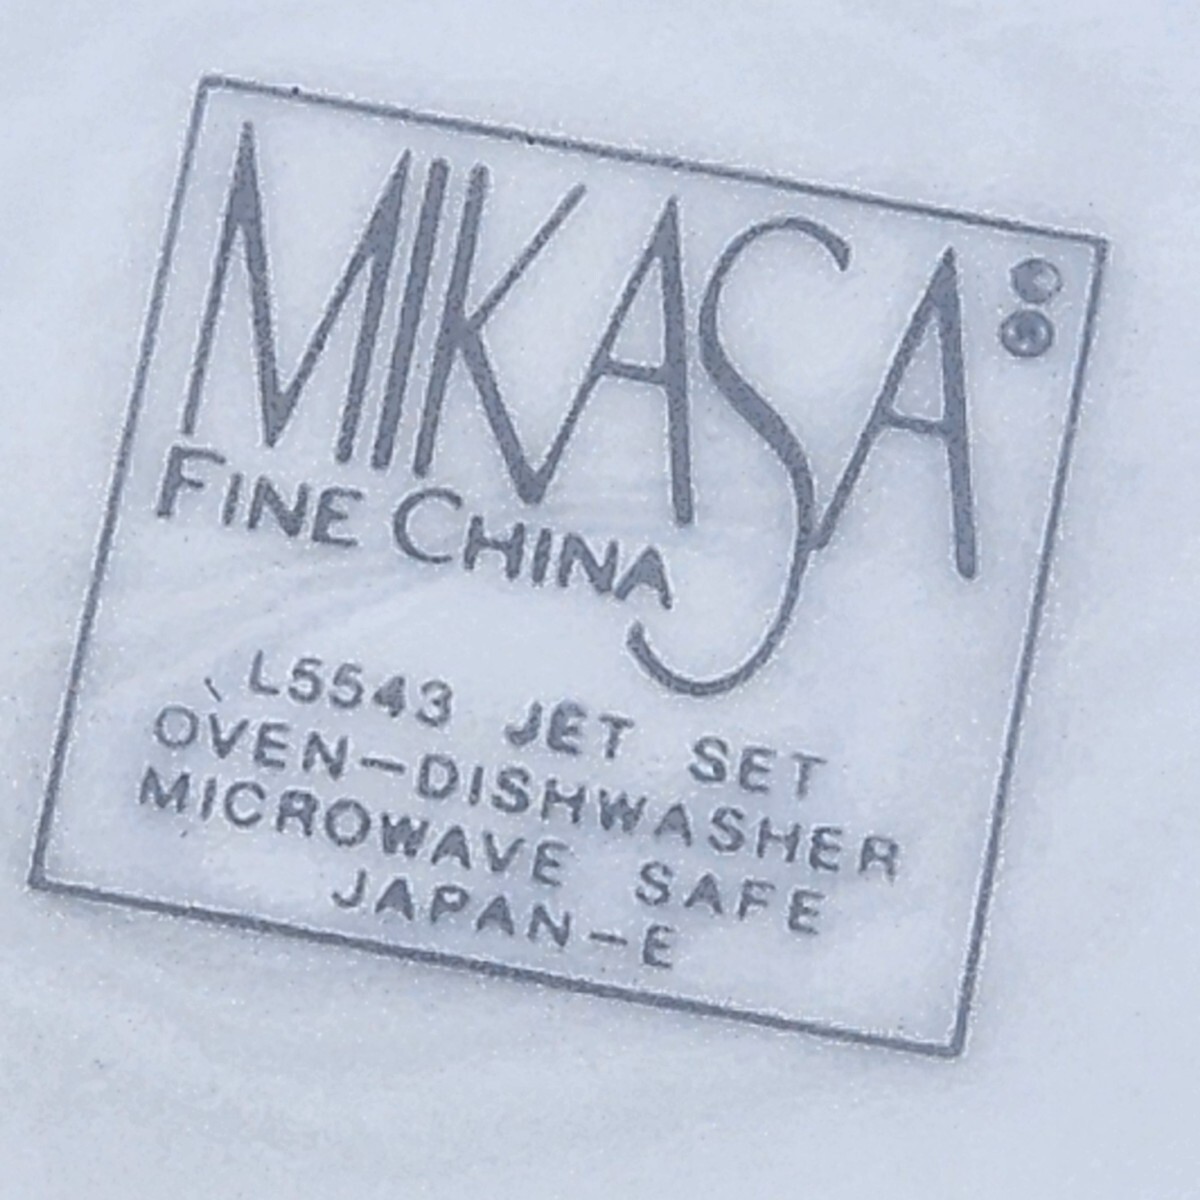 MIKASA
FINE CHINA
L5543 JET SET
OVEN-DISHWASHER
MICROWAVE SAFE
JAPAN-E